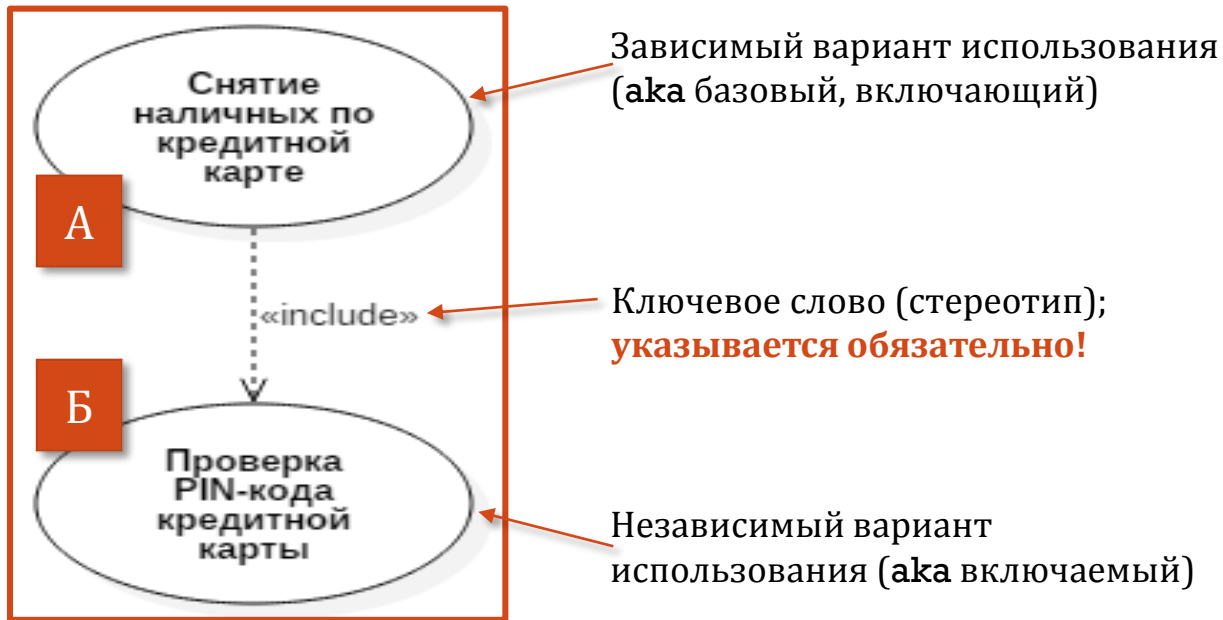 Снятие
наличных по
кредитной
карте
А
Зависимый вариант использования
(aka базовый, включающий)
«include»
Ключевое слово (стереотип);
указывается обязательно!
Б
Проверка
PIN-кода
кредитной
карты
Независимый вариант
использования (aka включаемый)